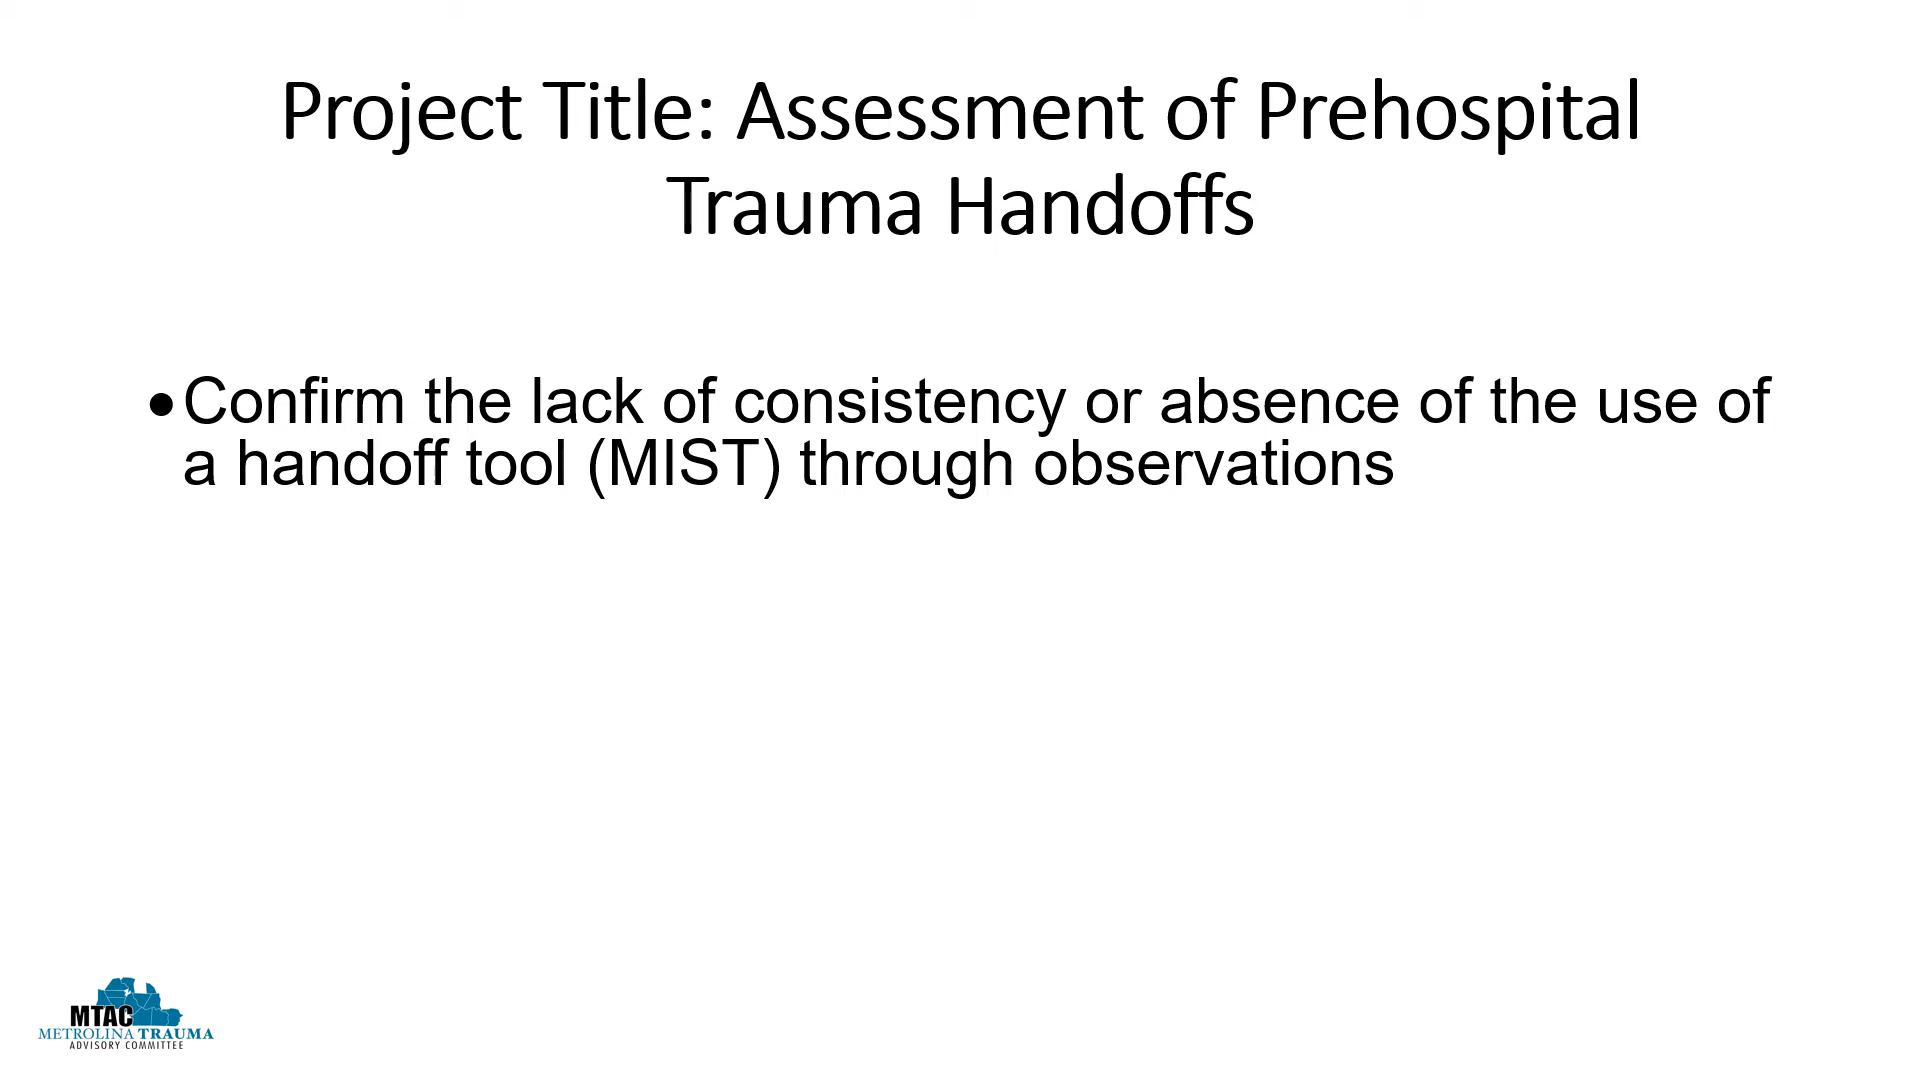 Project Title: Assessment of Prehospital
Trauma Handoffs
•Confirm the lack of consistency or absence of the use of
a handoff tool (MIST) through observations
MTAC
METROLINA TRAUMA
ADVISORY COMMITTEE